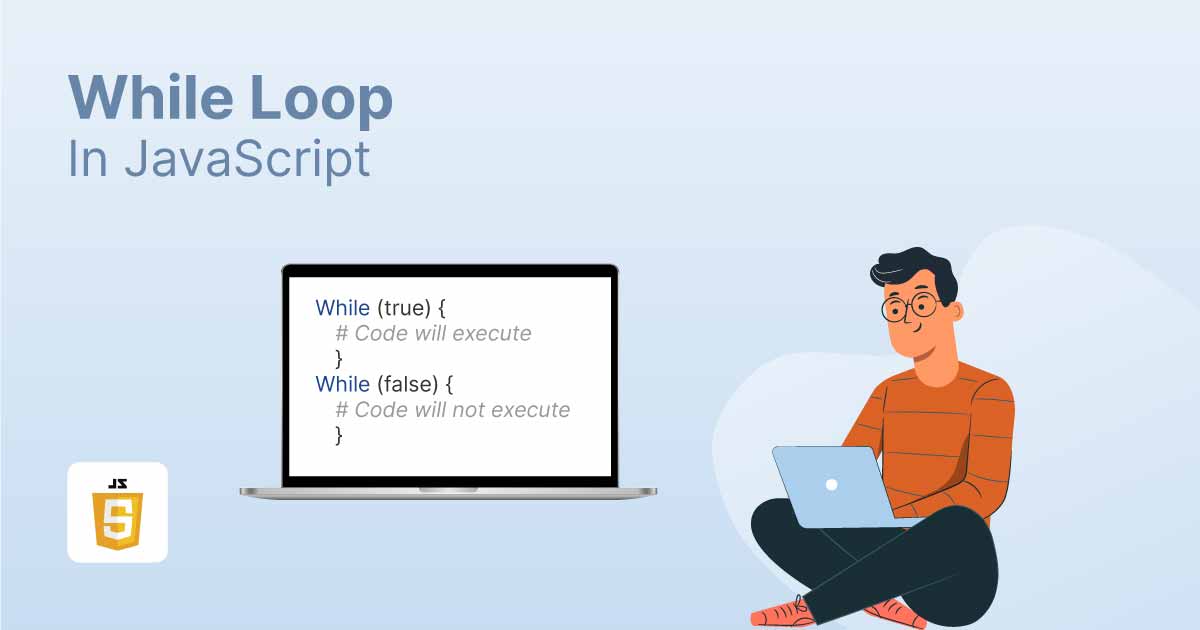 While Loop
In JavaScript
While (true) {
# Code will execute
}
While (false) {
# Code will not execute
}
JS
5